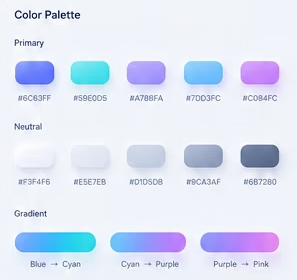 Color Palette
Primary
#6C63FF #59E0D5 #A78BFA #7DD3FC #C084FC
Neutral
#F3F4F6 #E5E7EB #D1D5DB #9CA3AF #6B7280
Gradient
Blue → Cyan Cyan → Purple Purple → Pink